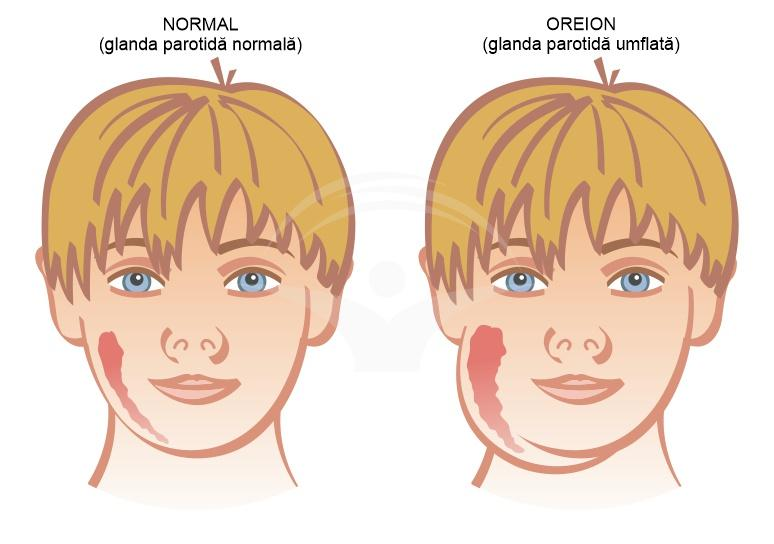 NORMAL
(glanda parotidă normală)
OREION
(glanda parotidă umflată)